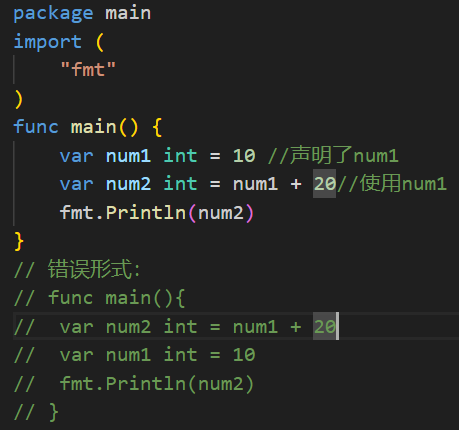 package main
import (
    "fmt"
)
func main() {
    var num1 int = 10 //声明了num1
    var num2 int = num1 + 20//使用num1
    fmt.Println(num2)
}
// 错误形式:
// func main(){
//  var num2 int = num1 + 20
//  var num1 int = 10
//  fmt.Println(num2)
// }